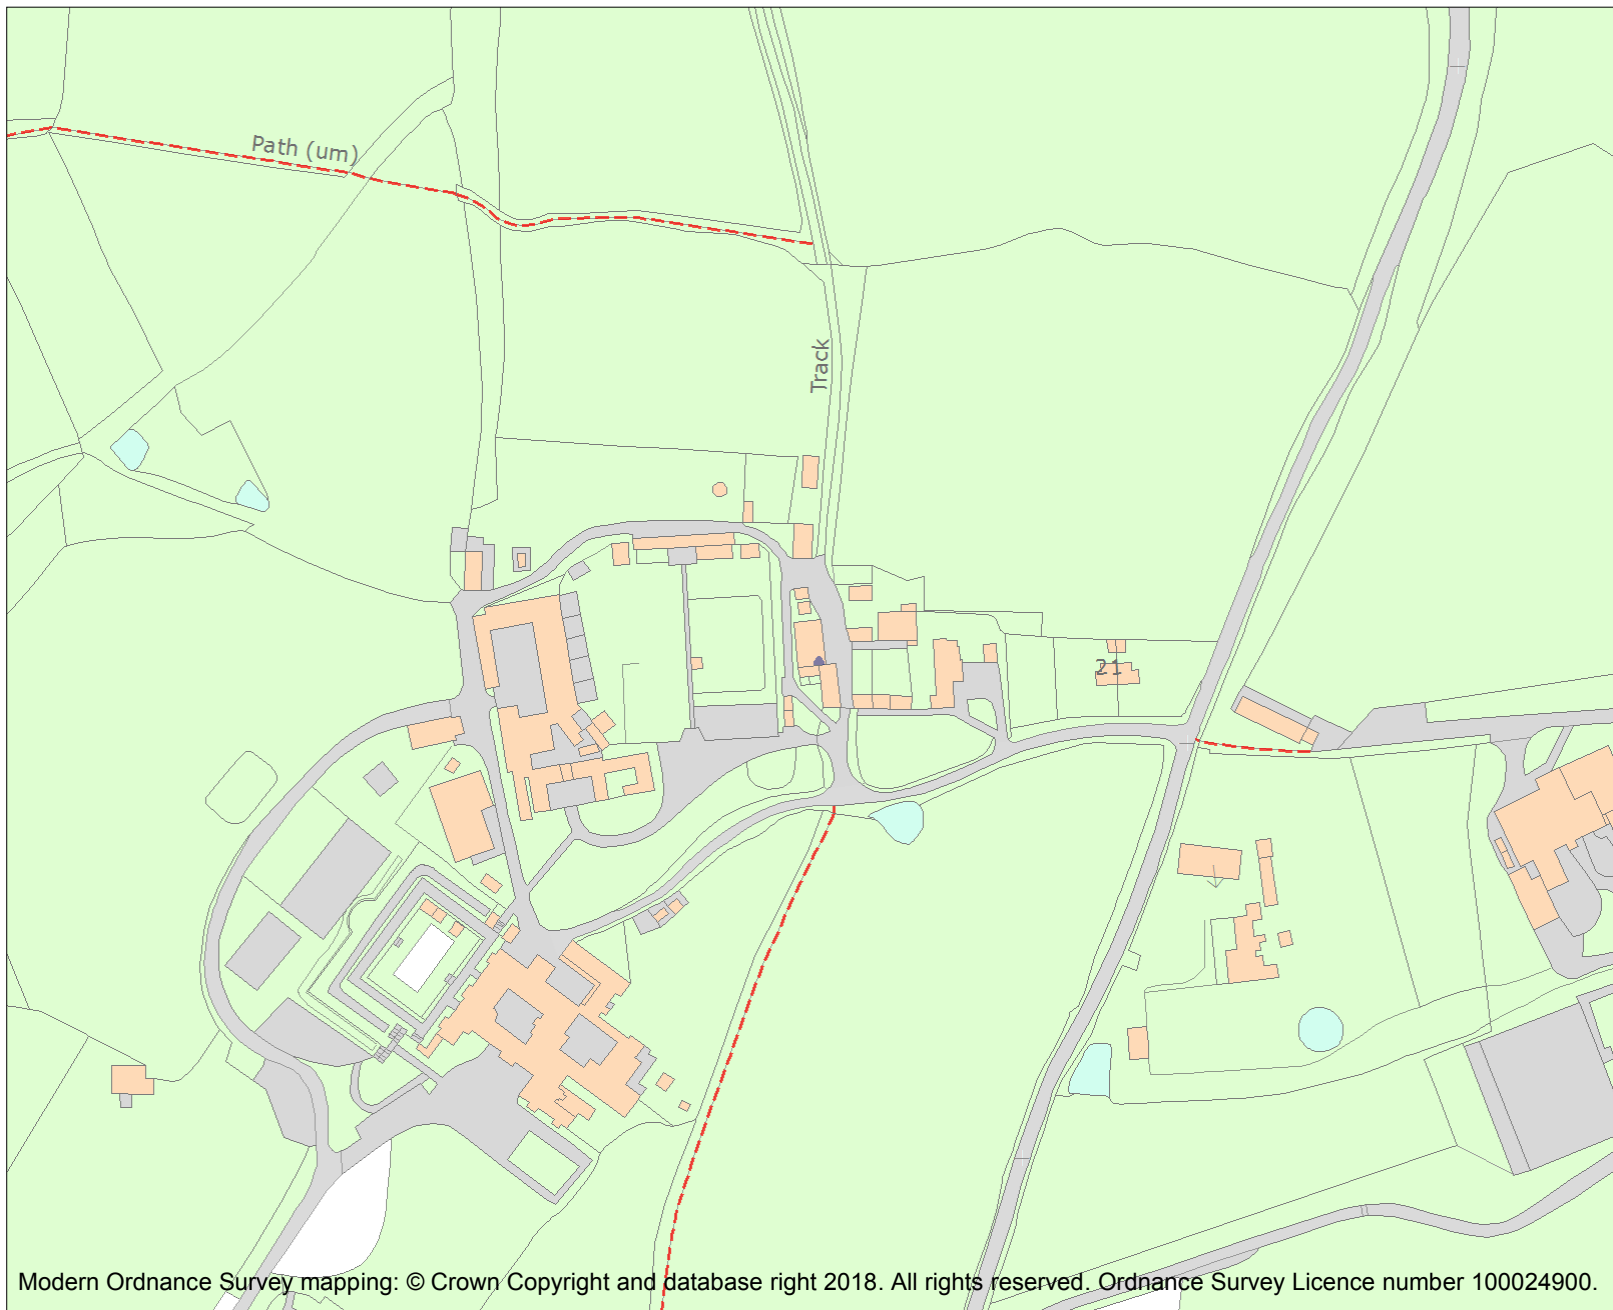 Path (um)
Track
21
Modern Ordnance Survey mapping: © Crown Copyright and database right 2018. All rights reserved. Ordnance Survey Licence number 100024900.